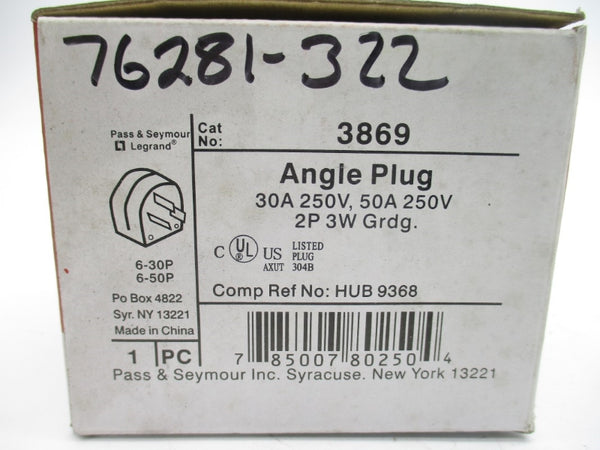 76281-322
Pass & Seymour
Legrand®
Cat No:
3869
Angle Plug
30A 250V, 50A 250V
2P 3W Grdg.
C UL US LISTED PLUG
AXUT 304B
6-30P
6-50P
Comp Ref No: HUB 9368
Po Box 4822
Syr. NY 13221
Made in China
1 PC
7 85007 80250 4
Pass & Seymour Inc. Syracuse. New York 13221